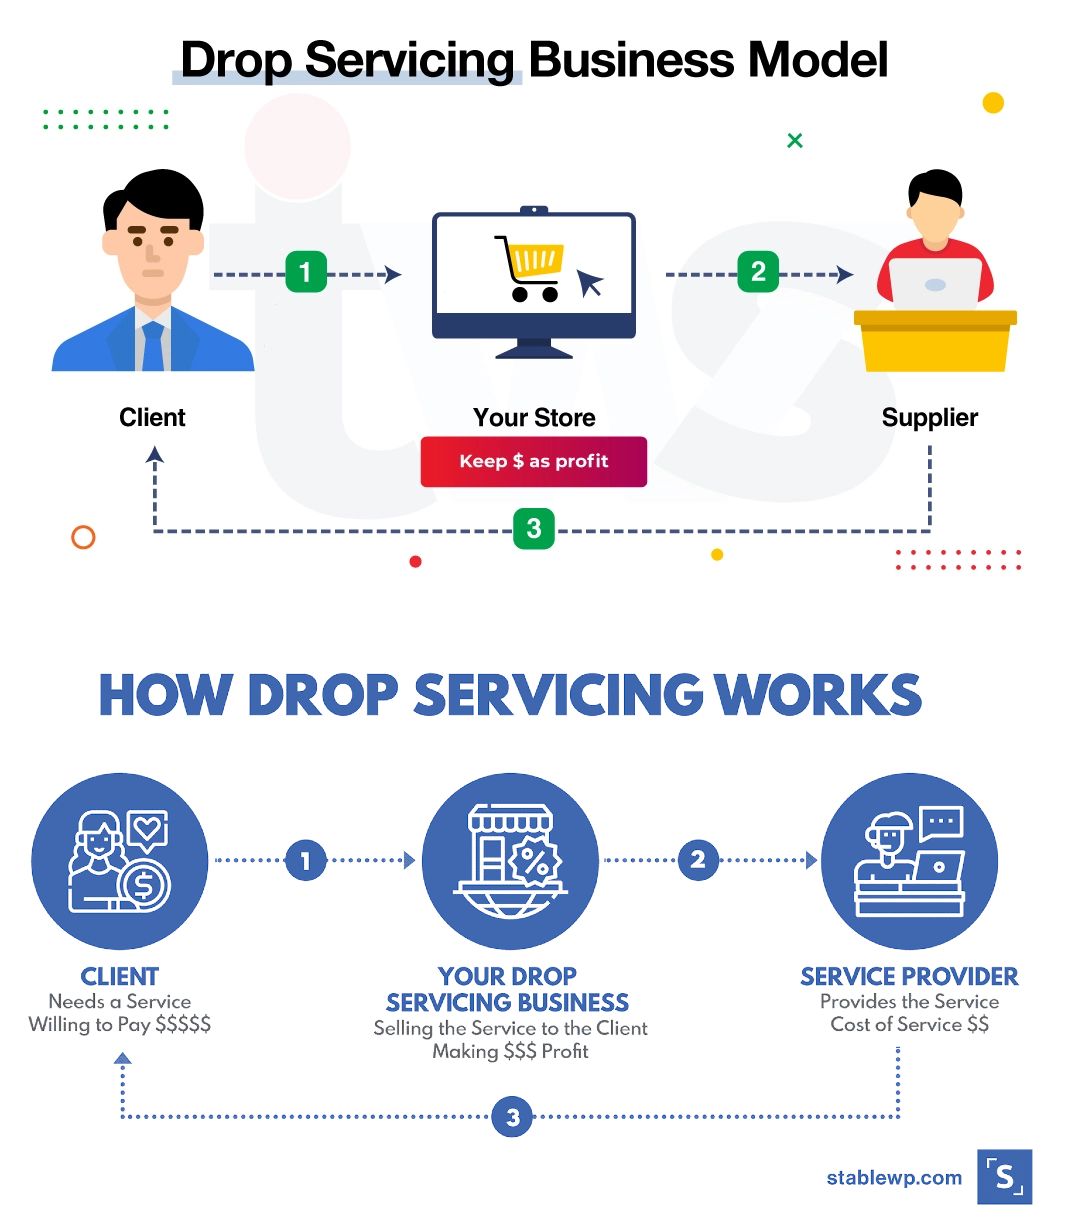 Drop Servicing Business Model
1
2
Client
Your Store
Supplier
Keep $ as profit
3
tws
HOW DROP SERVICING WORKS
$
%
1
2
CLIENT
Needs a Service
Willing to Pay $$$$$
YOUR DROP
SERVICING BUSINESS
Selling the Service to the Client
Making $$$ Profit
SERVICE PROVIDER
Provides the Service
Cost of Service $$
3
stablewp.com
S